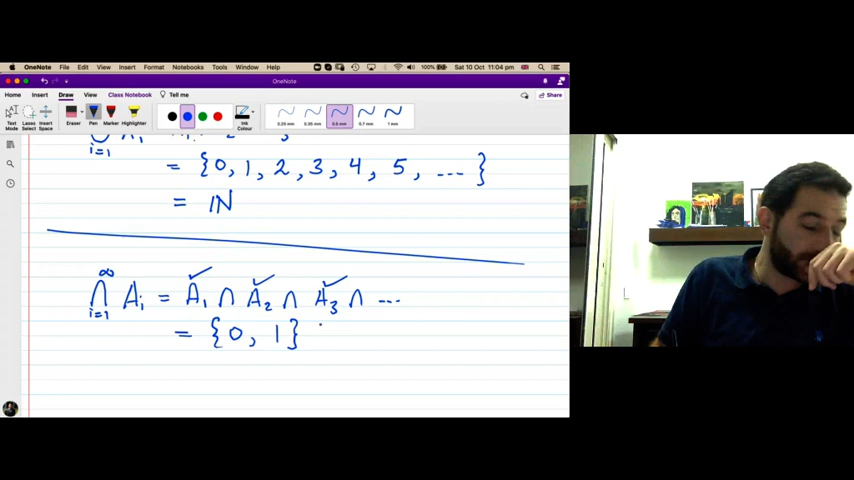 OneNote File Edit View Insert Format Notebooks Tools Window Help 100% Sat 10 Oct 11:04 pm
OneNote
Home Insert Draw View Class Notebook Tell me Share
Text Mode Lasso Select Insert Space Eraser Pen Marker Highlighter Ink Colour 0.25 mm 0.35 mm 0.5 mm 0.7 mm 1 mm
= {0, 1, 2, 3, 4, 5, ... }
= ℕ
∞
⋂ Aᵢ = A₁ ∩ A₂ ∩ A₃ ∩ ...
i=1
= {0, 1}